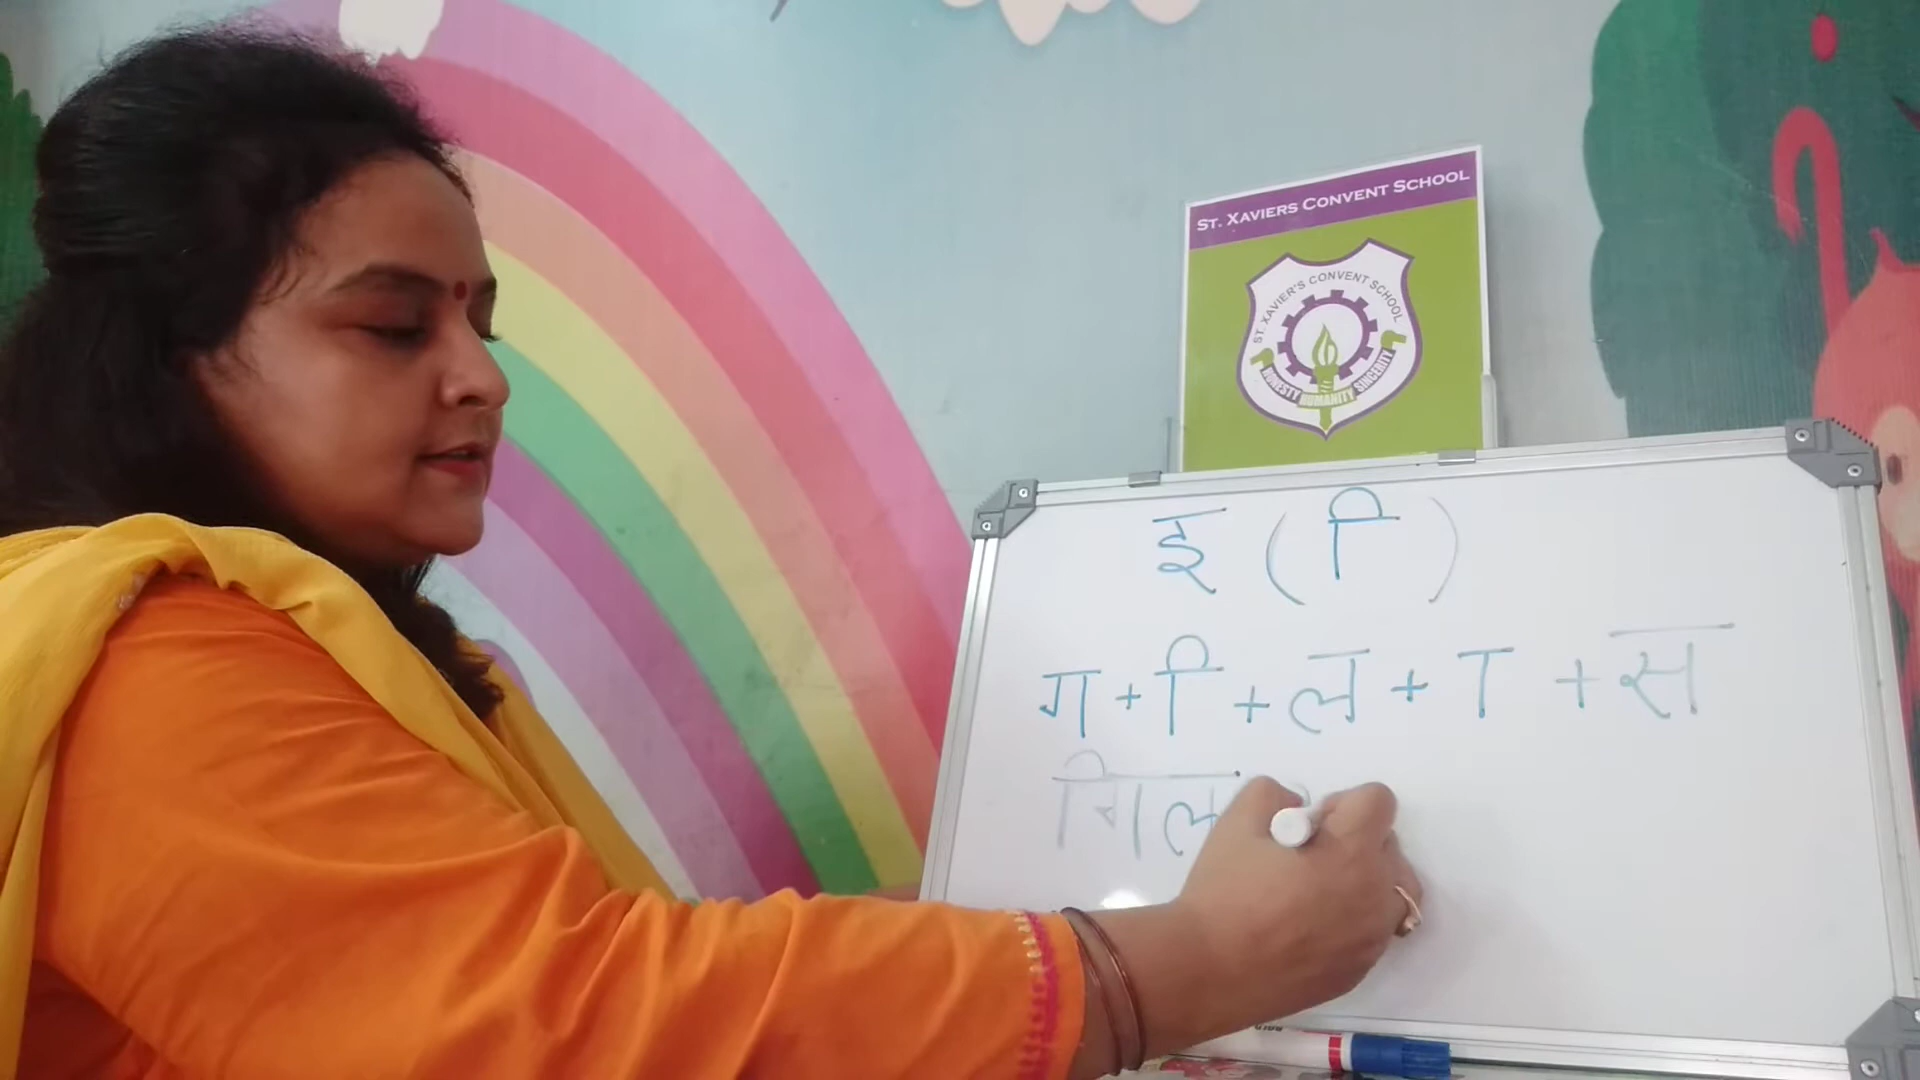 ST. XAVIERS CONVENT SCHOOL
ST. XAVIER'S CONVENT SCHOOL
HONESTY HUMANITY SINCERITY
इ ( ि )
ग + ि + ल + ा + स
गिल